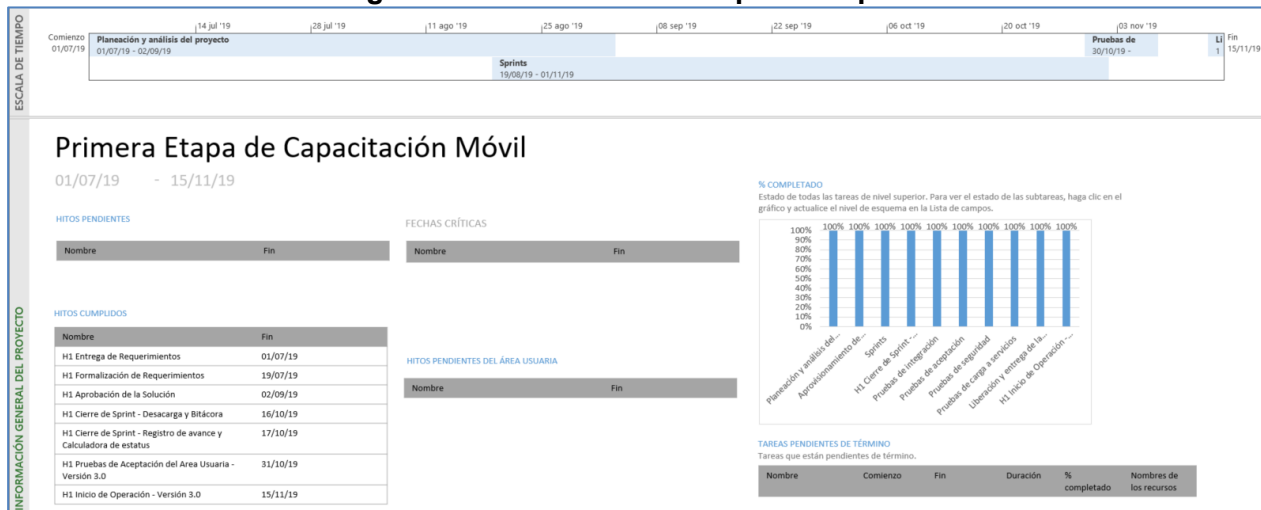 14 jul '19 28 jul '19 11 ago '19 25 ago '19 08 sep '19 22 sep '19 06 oct '19 20 oct '19 03 nov '19
ESCALA DE TIEMPO
Comienzo
01/07/19
Planeación y análisis del proyecto
01/07/19 - 02/09/19
Sprints
19/08/19 - 01/11/19
Pruebas de
30/10/19 -
Li
1
Fin
15/11/19
INFORMACIÓN GENERAL DEL PROYECTO
Primera Etapa de Capacitación Móvil
01/07/19 - 15/11/19
HITOS PENDIENTES
Nombre Fin
HITOS CUMPLIDOS
Nombre Fin
H1 Entrega de Requerimientos 01/07/19
H1 Formalización de Requerimientos 19/07/19
H1 Aprobación de la Solución 02/09/19
H1 Cierre de Sprint - Desacarga y Bitácora 16/10/19
H1 Cierre de Sprint - Registro de avance y 17/10/19
Calculadora de estatus
H1 Pruebas de Aceptación del Area Usuaria - 31/10/19
Versión 3.0
H1 Inicio de Operación - Versión 3.0 15/11/19
FECHAS CRÍTICAS
Nombre Fin
HITOS PENDIENTES DEL ÁREA USUARIA
Nombre Fin
% COMPLETADO
Estado de todas las tareas de nivel superior. Para ver el estado de las subtareas, haga clic en el
gráfico y actualice el nivel de esquema en la Lista de campos.
100% 100% 100% 100% 100% 100% 100% 100% 100% 100%
100%
90%
80%
70%
60%
50%
40%
30%
20%
10%
0%
Planeación y análisis del...
Aprovisionamiento de...
Sprints
H1 Cierre de Sprint -...
Pruebas de integración
Pruebas de aceptación
Pruebas de seguridad
Pruebas de carga a servicios
Liberación y entrega de la...
H1 Inicio de Operación -...
TAREAS PENDIENTES DE TÉRMINO
Tareas que están pendientes de término.
Nombre Comienzo Fin Duración % Nombres de
completado los recursos